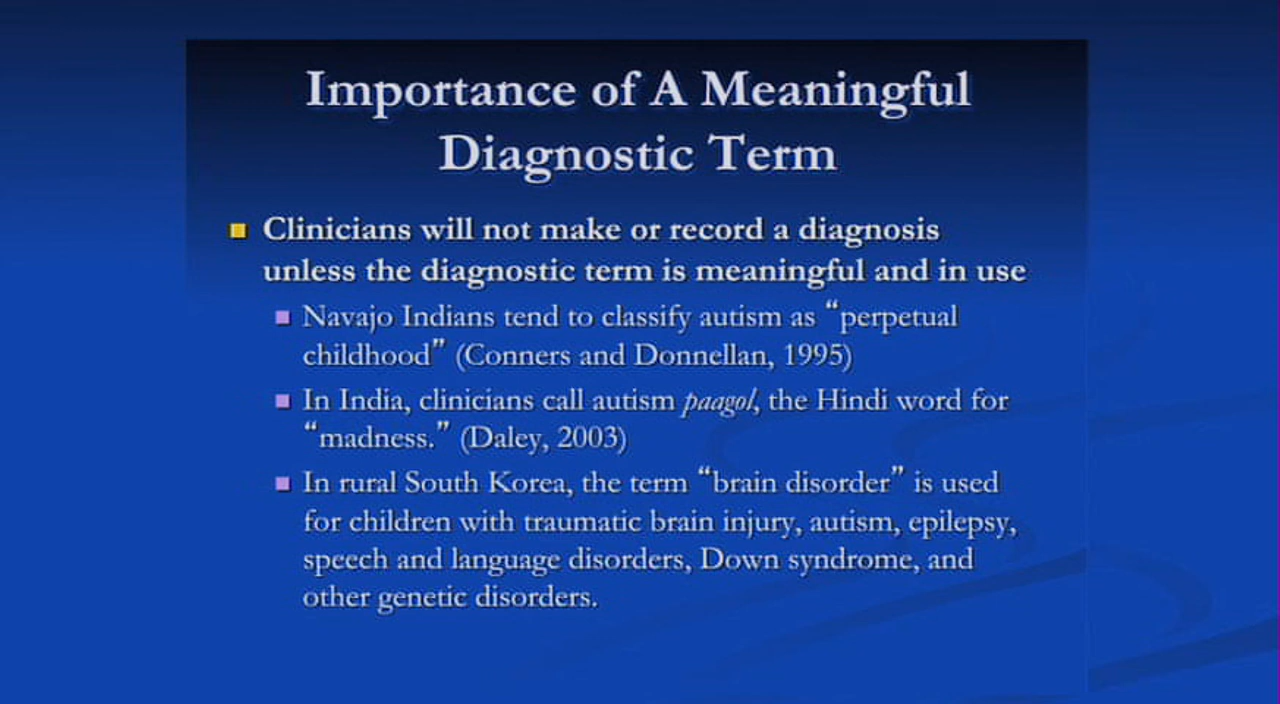 Importance of A Meaningful
Diagnostic Term
Clinicians will not make or record a diagnosis
unless the diagnostic term is meaningful and in use
Navajo Indians tend to classify autism as “perpetual
childhood” (Conners and Donnellan, 1995)
In India, clinicians call autism paagol, the Hindi word for
“madness.” (Daley, 2003)
In rural South Korea, the term “brain disorder” is used
for children with traumatic brain injury, autism, epilepsy,
speech and language disorders, Down syndrome, and
other genetic disorders.